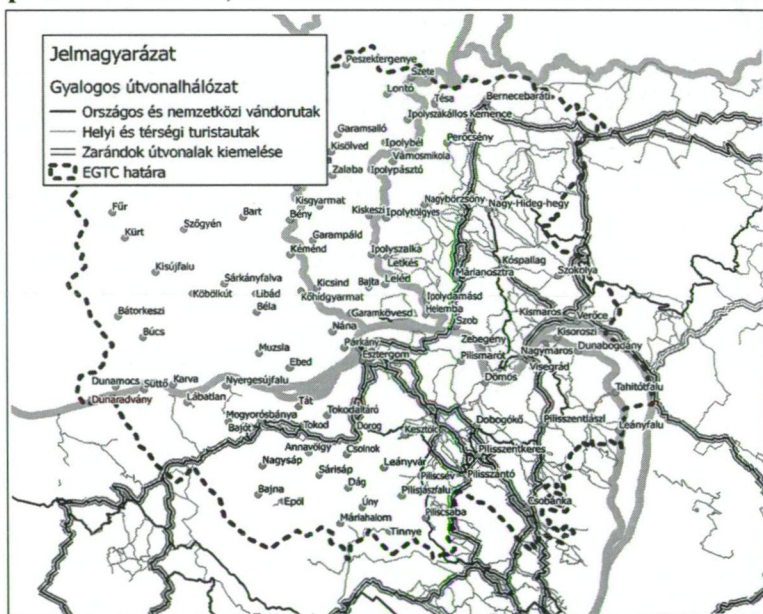 Jelmagyarázat
Gyalogos útvonalhálózat
Országos és nemzetközi vándorutak
Helyi és térségi turistautak
Zarándok útvonalak kiemelése
EGTC határa
Peszektergenye
Szete
Lontó
Tésa
Bernecebaráti
Ipolyszakállos
Kemence
Garamsalló
Perőcsény
Kisölved
Ipolybél
Vámosmikola
Zalaba
Ipolypásztó
Kisgyarmat
Nagybörzsöny
Nagy-Hideg-hegy
Fűr
Bart
Bény
Kiskeszi
Ipolytölgyes
Szőgyén
Kürt
Garampáld
Kéménd
Ipolyszalka
Kóspallag
Letkés
Kisújfalu
Márianosztra
Szokolya
Sárkányfalva
Kicsind
Bajta
Leléd
Köbölkút
Libád
Kőhídgyarmat
Ipolydamásd
Bátorkeszi
Béla
Garamkövesd
Helemba
Kismaros
Verőce
Szob
Búcs
Nána
Zebegény
Kisoroszi
Párkány
Nagymaros
Dunabogdány
Muzsla
Esztergom
Pilismarót
Ebed
Visegrád
Dömös
Dunamocs
Süttő
Karva
Nyergesújfalu
Tahitótfalu
Dunaradvány
Lábatlan
Tát
Tokodaltáró
Mogyorósbánya
Dobogókő
Pilisszentlászl
Leányfalu
Bajót
Tokod
Dorog
Kesztölc
Annavölgy
Csolnok
Pilisszentkeres
Nagysáp
Leányvár
Sárisáp
Piliscsév
Pilisszántó
Dág
Bajna
Epöl
Pilisjászfalu
Csobánka
Úny
Piliscsaba
Máriahalom
Tinnye